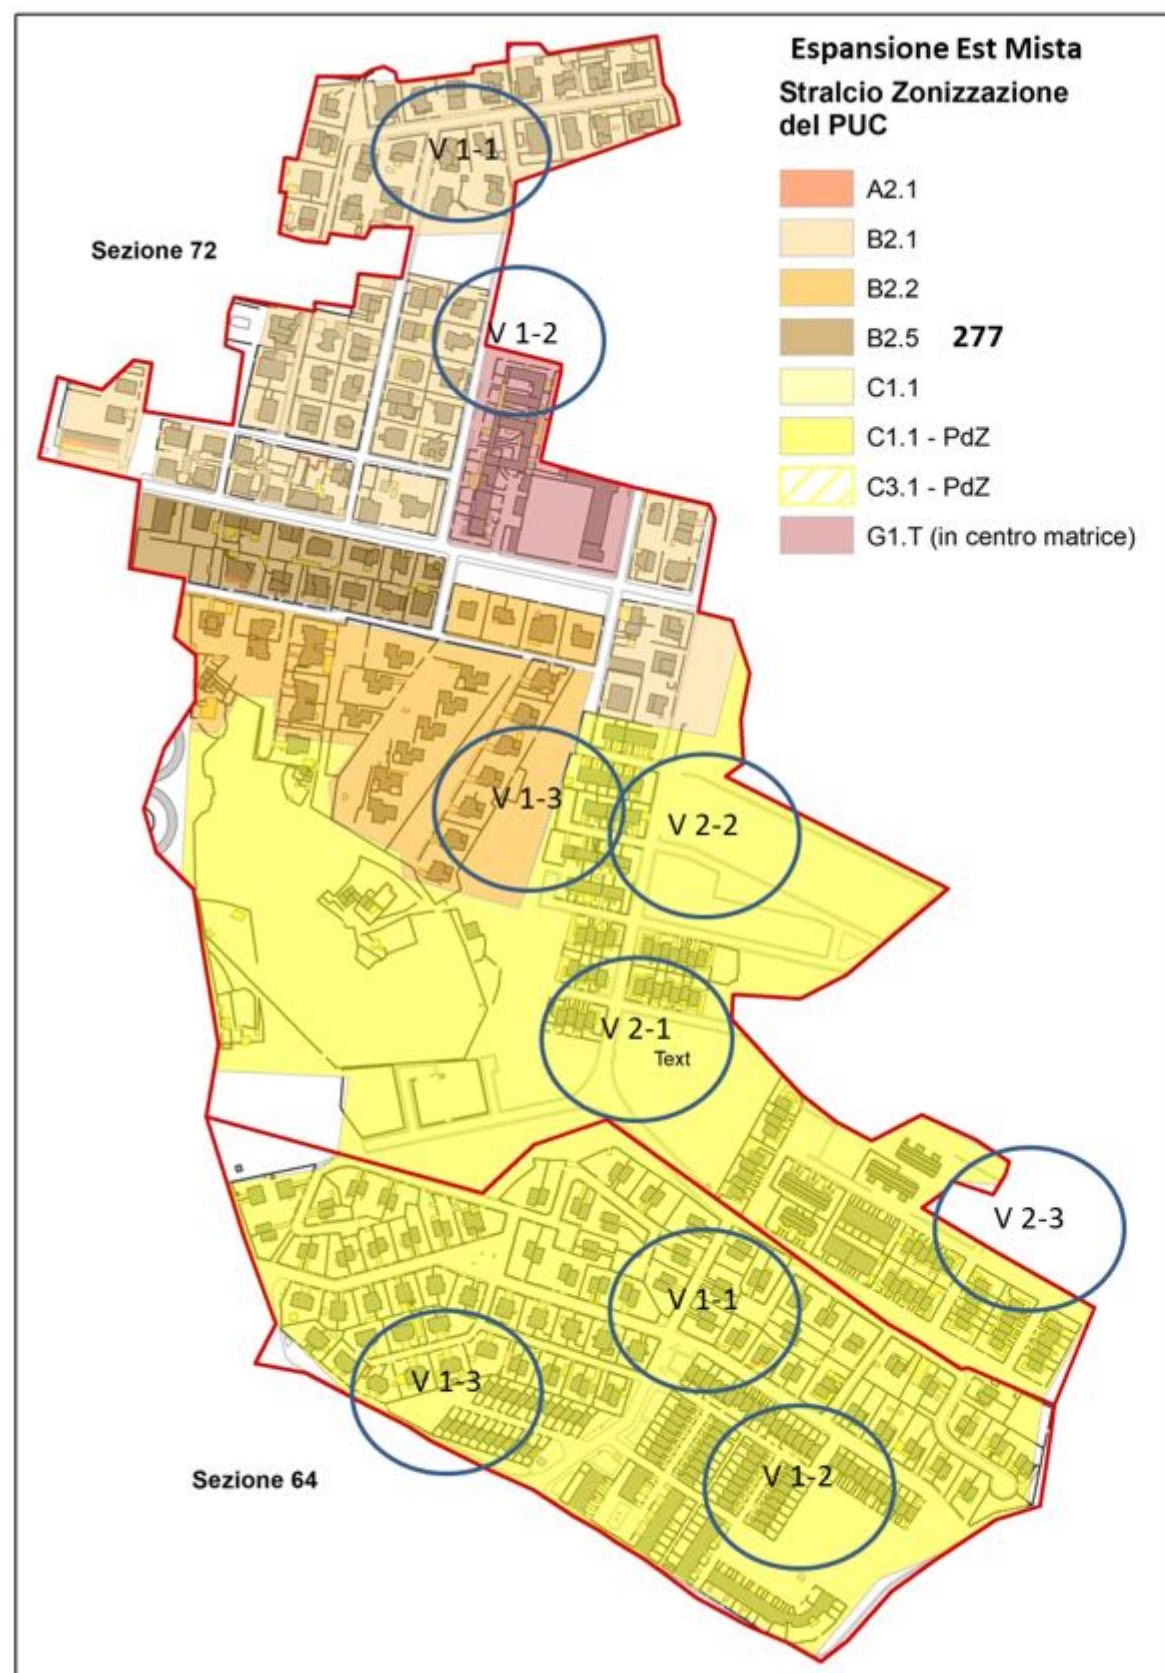 Espansione Est Mista
Stralcio Zonizzazione
del PUC
A2.1
B2.1
B2.2
B2.5 277
C1.1
C1.1 - PdZ
C3.1 - PdZ
G1.T (in centro matrice)
V 1-1
Sezione 72
V 1-2
V 1-3
V 2-2
V 2-1
Text
V 2-3
V 1-1
V 1-3
V 1-2
Sezione 64